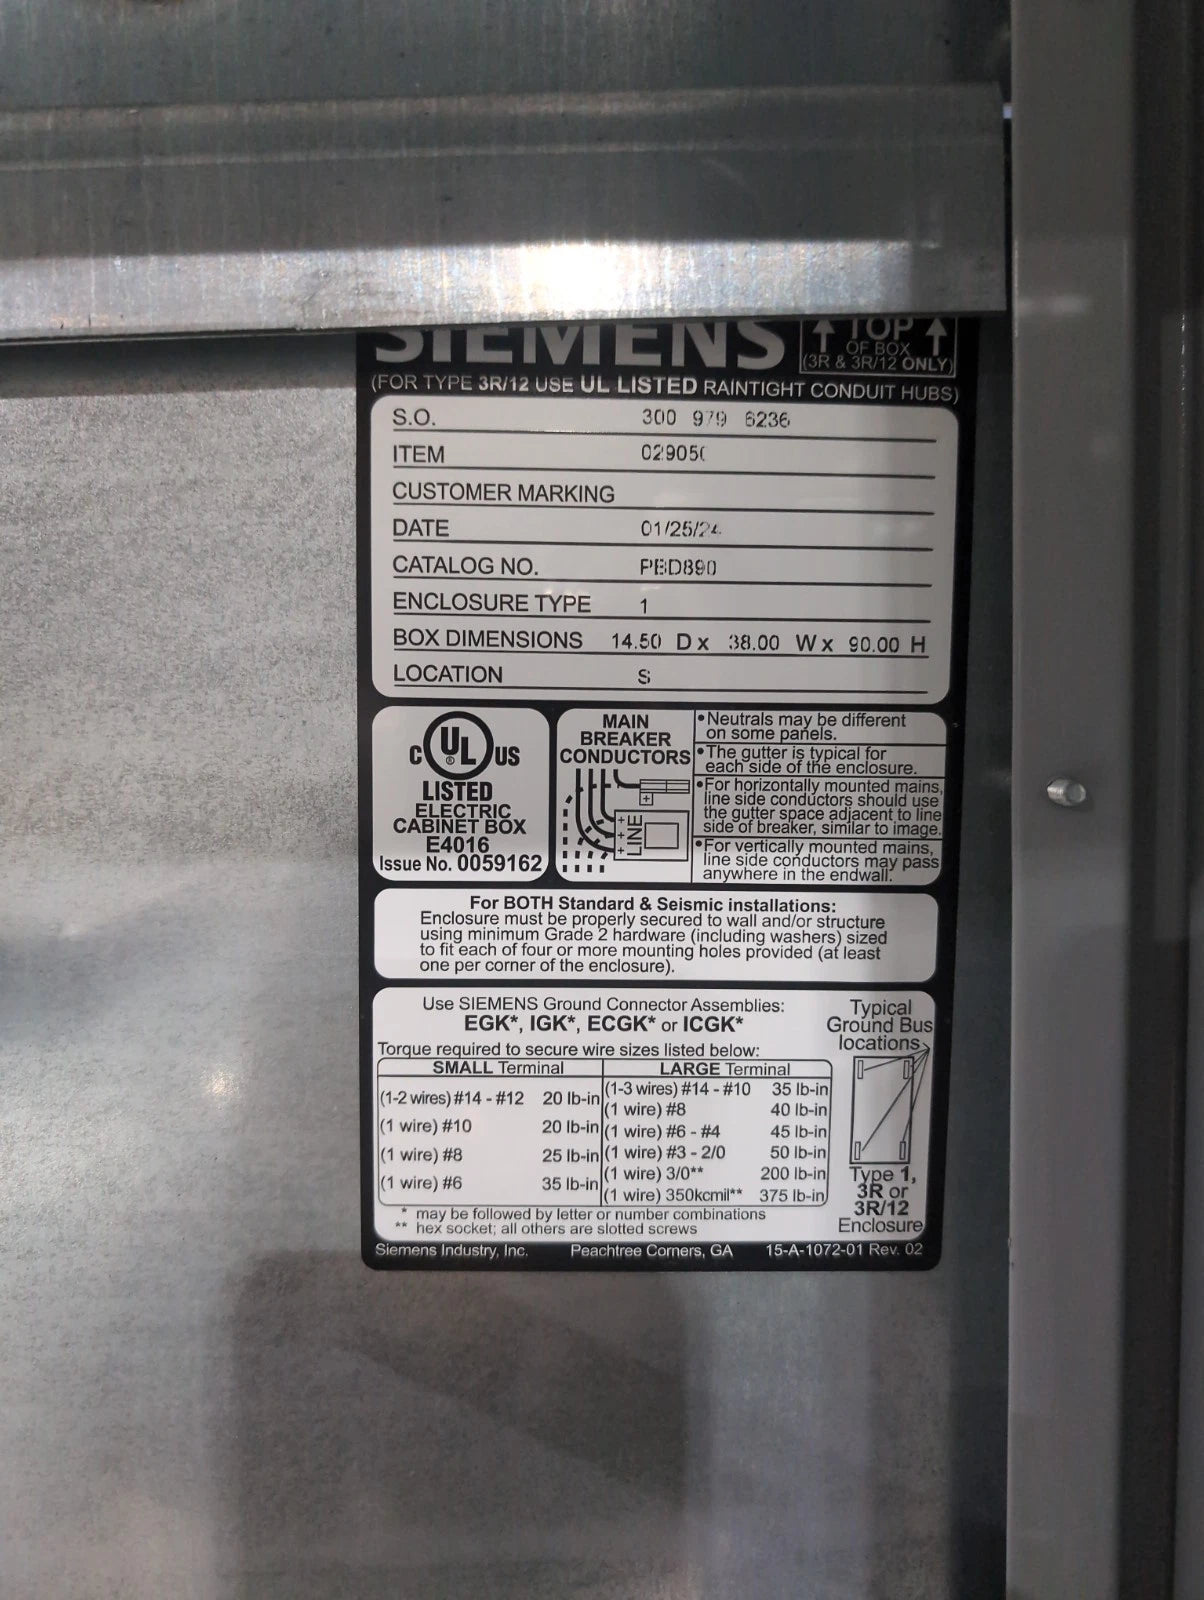 SIEMENS
TOP
OF BOX
(3R & 3R/12 ONLY)
(FOR TYPE 3R/12 USE UL LISTED RAINTIGHT CONDUIT HUBS)
S.O. 300 979 6236
ITEM
CUSTOMER MARKING
DATE 01/25/24
CATALOG NO. PBD890
ENCLOSURE TYPE 1
BOX DIMENSIONS 14.50 D x 38.00 W x 90.00 H
LOCATION S
C UL ® US
LISTED
ELECTRIC
CABINET BOX
E4016
Issue No. 0059162
MAIN
BREAKER
CONDUCTORS
LINE
•Neutrals may be different
on some panels.
•The gutter is typical for
each side of the enclosure.
•For horizontally mounted mains,
line side conductors should use
the gutter space adjacent to line
side of breaker, similar to image.
•For vertically mounted mains,
line side conductors may pass
anywhere in the endwall.
For BOTH Standard & Seismic installations:
Enclosure must be properly secured to wall and/or structure
using minimum Grade 2 hardware (including washers) sized
to fit each of four or more mounting holes provided (at least
one per corner of the enclosure).
Use SIEMENS Ground Connector Assemblies:
EGK*, IGK*, ECGK* or ICGK*
Torque required to secure wire sizes listed below:
SMALL Terminal
(1-2 wires) #14 - #12 20 lb-in
(1 wire) #10 20 lb-in
(1 wire) #8 25 lb-in
(1 wire) #6 35 lb-in
LARGE Terminal
(1-3 wires) #14 - #10 35 lb-in
(1 wire) #8 40 lb-in
(1 wire) #6 - #4 45 lb-in
(1 wire) #3 - 2/0 50 lb-in
(1 wire) 3/0** 200 lb-in
(1 wire) 350kcmil** 375 lb-in
* may be followed by letter or number combinations
** hex socket; all others are slotted screws
Typical
Ground Bus
locations
Type 1,
3R or
3R/12
Enclosure
Siemens Industry, Inc. Peachtree Corners, GA 15-A-1072-01 Rev. 02